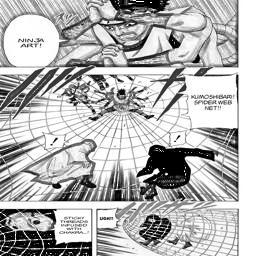 NINJA
ART!
KUMOSHIBARI!
SPIDER WEB
NET!!
!
!
STICKY
THREADS
INFUSED
WITH
CHAKRA...!
UGH!!